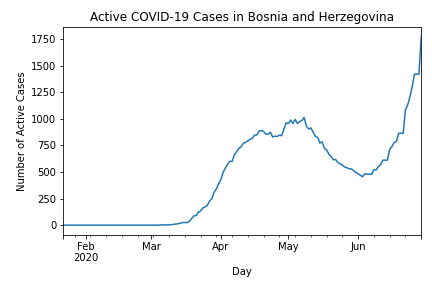 Active COVID-19 Cases in Bosnia and Herzegovina
Number of Active Cases
1750
1500
1250
1000
750
500
250
0
Feb Mar Apr May Jun
2020
Day